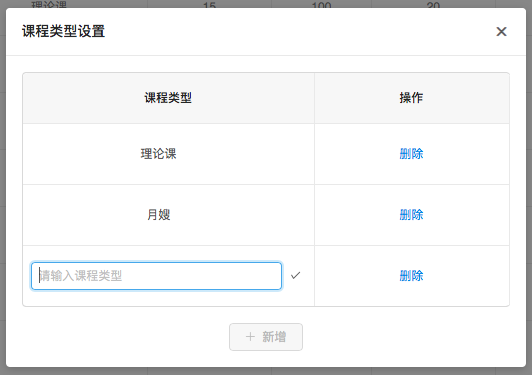 理论课 15 100 20
课程类型设置
课程类型 操作
理论课 删除
月嫂 删除
请输入课程类型 删除
新增